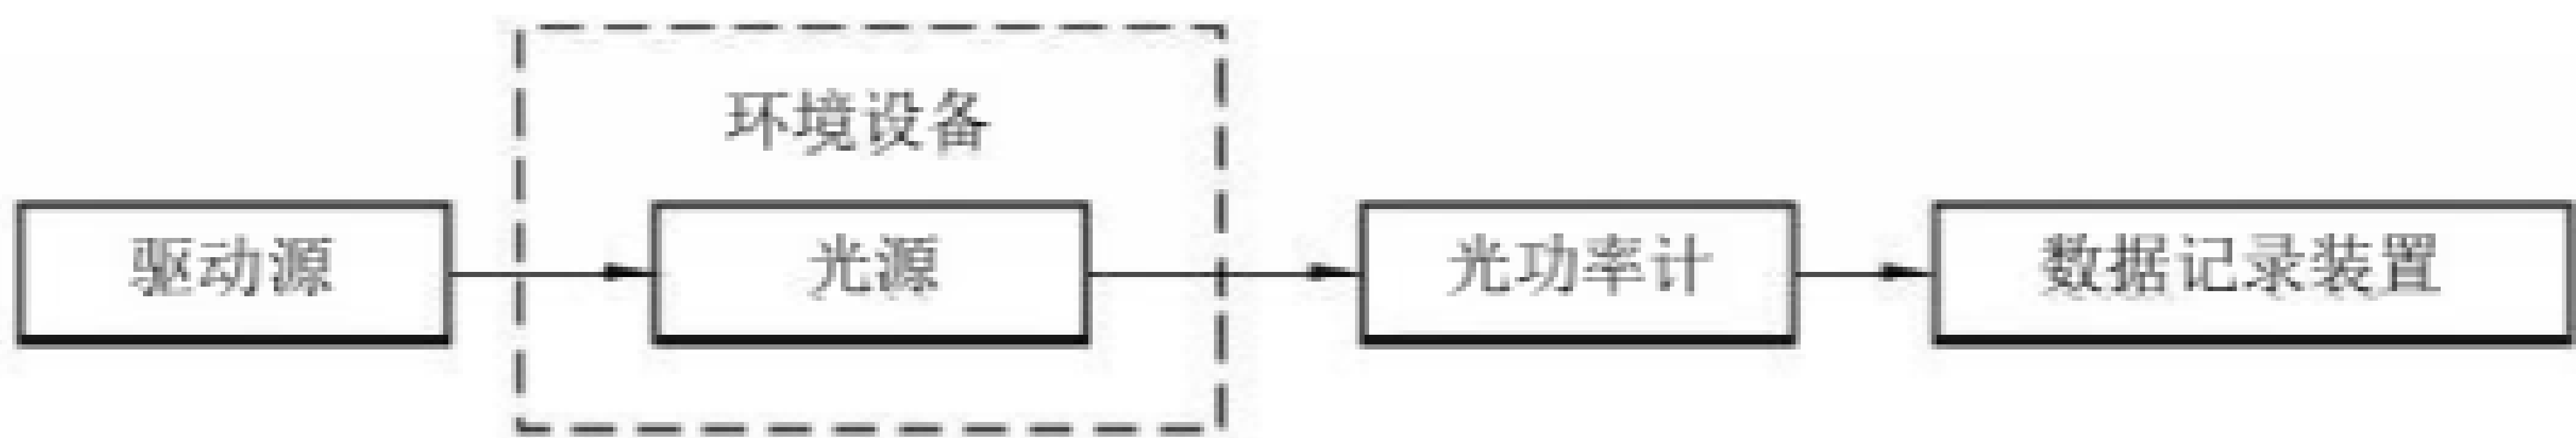 环境设备
驱动源
光源
光功率计
数据记录装置